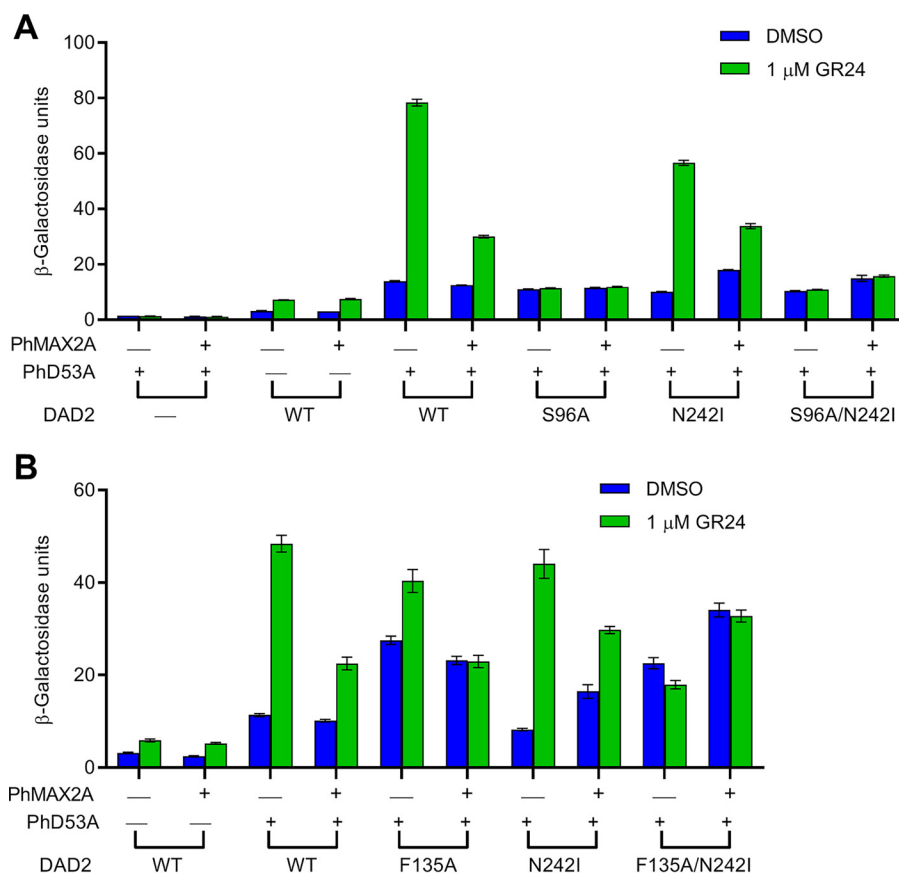 A
100
80
60
40
20
0
β-Galactosidase units
DMSO
1 μM GR24
PhMAX2A — + — + — + — + — + — +
PhD53A + + — — + + + + + + + +
DAD2 — WT WT S96A N242I S96A/N242I
B
60
40
20
0
β-Galactosidase units
DMSO
1 μM GR24
PhMAX2A — + — + — + — + — +
PhD53A — — + + + + + + + +
DAD2 WT WT F135A N242I F135A/N242I